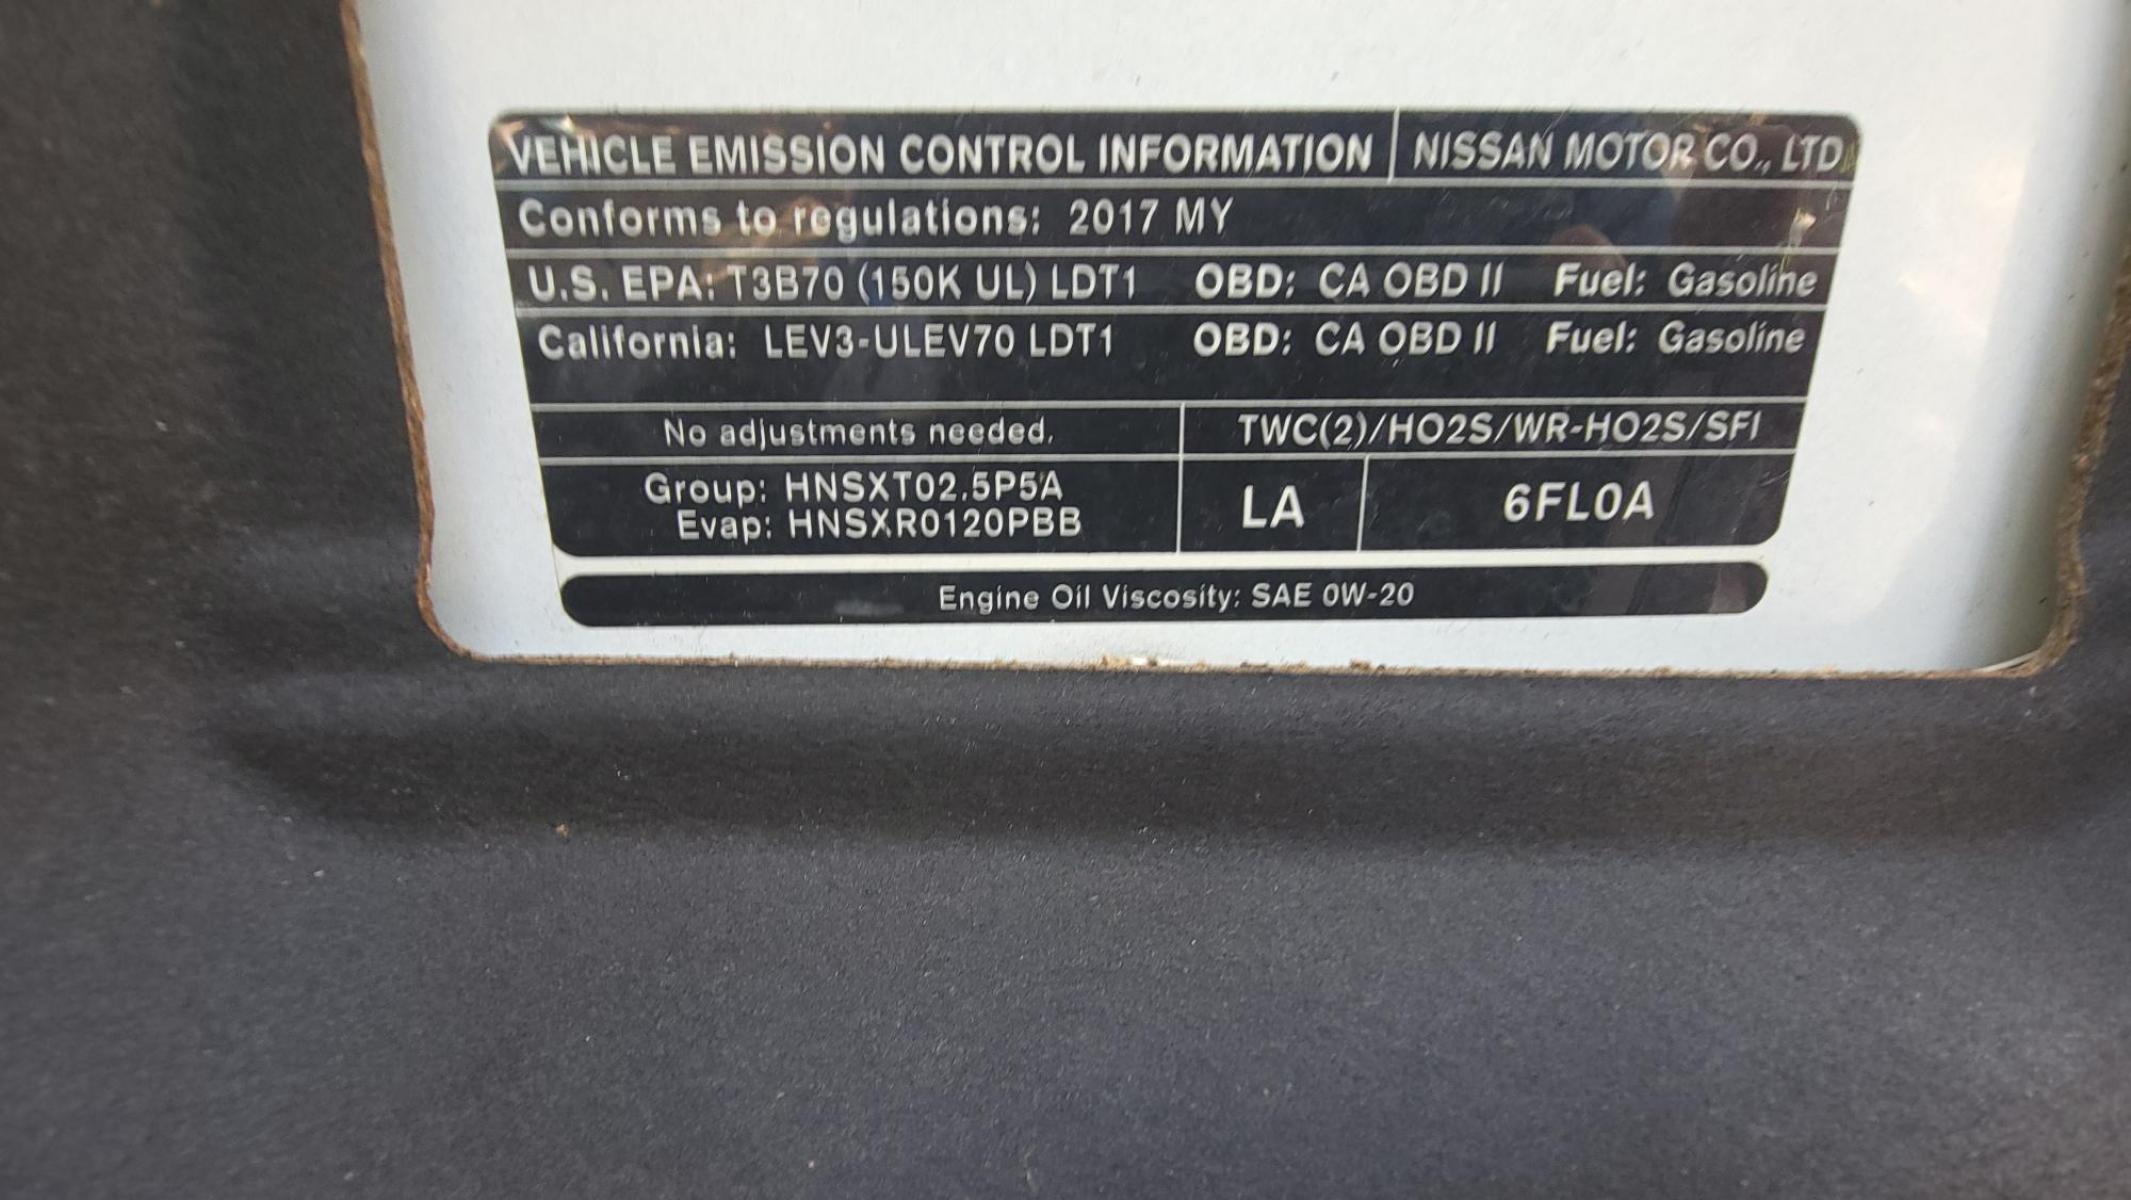 VEHICLE EMISSION CONTROL INFORMATION NISSAN MOTOR CO., LTD
Conforms to regulations: 2017 MY
U.S. EPA: T3B70 (150K UL) LDT1 OBD: CA OBD II Fuel: Gasoline
California: LEV3-ULEV70 LDT1 OBD: CA OBD II Fuel: Gasoline
No adjustments needed. TWC(2)/HO2S/WR-HO2S/SFI
Group: HNSXT02.5P5A
Evap: HNSXR0120PBB
LA 6FL0A
Engine Oil Viscosity: SAE 0W-20